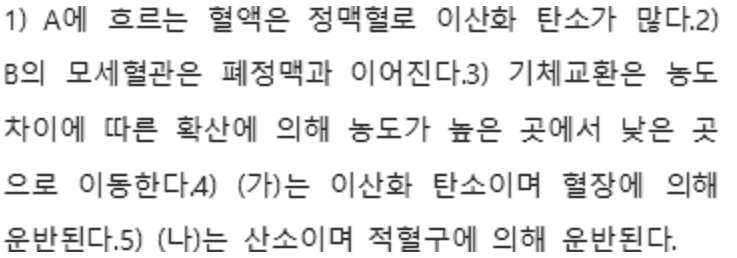 1) A에 흐르는 혈액은 정맥혈로 이산화 탄소가 많다.2)
B의 모세혈관은 폐정맥과 이어진다.3) 기체교환은 농도
차이에 따른 확산에 의해 농도가 높은 곳에서 낮은 곳
으로 이동한다.4) (가)는 이산화 탄소이며 혈장에 의해
운반된다.5) (나)는 산소이며 적혈구에 의해 운반된다.